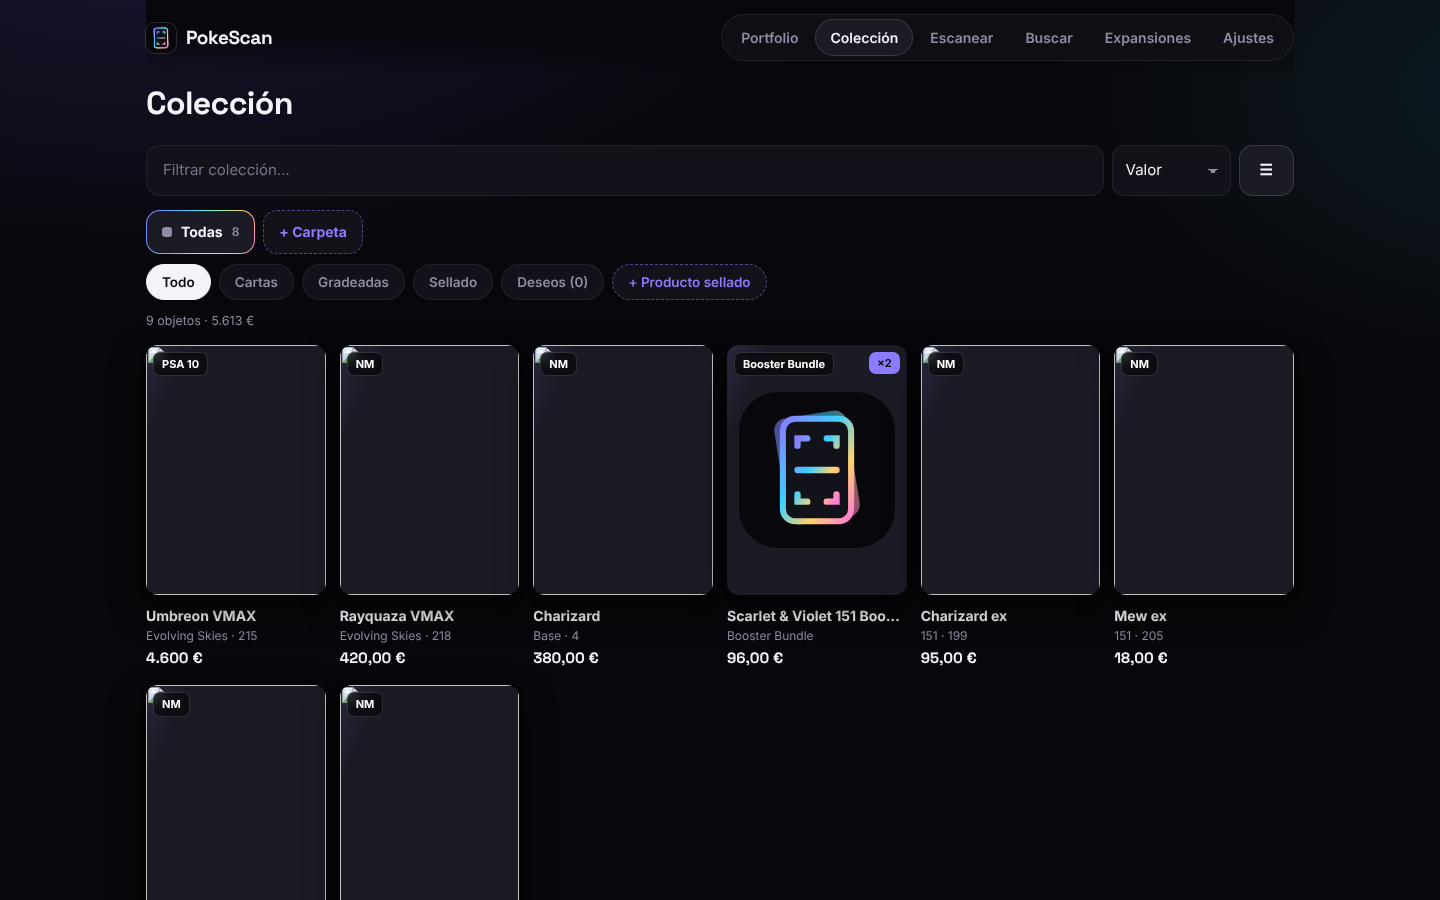 PokeScan
Portfolio
Colección
Escanear
Buscar
Expansiones
Ajustes
Colección
Filtrar colección...
Valor
Todas 8
+ Carpeta
Todo
Cartas
Gradeadas
Sellado
Deseos (0)
+ Producto sellado
9 objetos · 5.613 €
PSA 10
NM
NM
Booster Bundle
×2
NM
NM
Umbreon VMAX
Evolving Skies · 215
4.600 €
Rayquaza VMAX
Evolving Skies · 218
420,00 €
Charizard
Base · 4
380,00 €
Scarlet & Violet 151 Boo...
Booster Bundle
96,00 €
Charizard ex
151 · 199
95,00 €
Mew ex
151 · 205
18,00 €
NM
NM